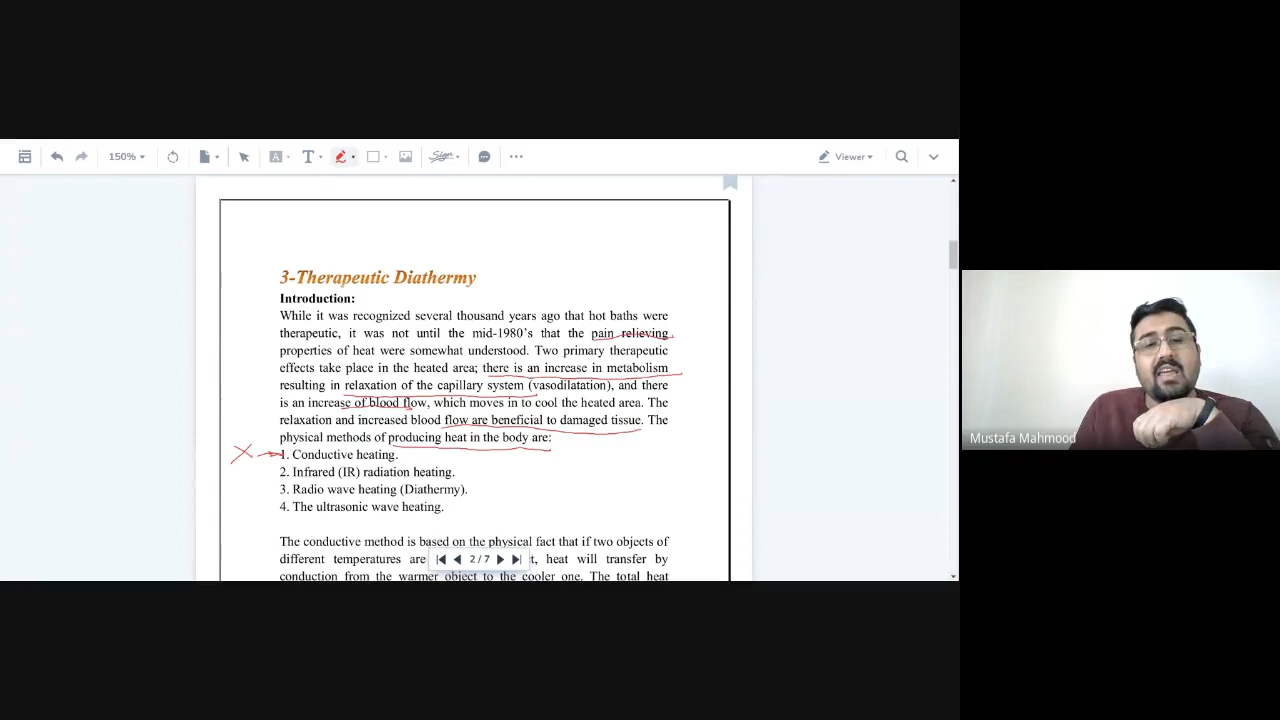 150%
T
Sign
Viewer
3-Therapeutic Diathermy
Introduction:
While it was recognized several thousand years ago that hot baths were
therapeutic, it was not until the mid-1980's that the pain relieving
properties of heat were somewhat understood. Two primary therapeutic
effects take place in the heated area; there is an increase in metabolism
resulting in relaxation of the capillary system (vasodilatation), and there
is an increase of blood flow, which moves in to cool the heated area. The
relaxation and increased blood flow are beneficial to damaged tissue. The
physical methods of producing heat in the body are:
1. Conductive heating.
2. Infrared (IR) radiation heating.
3. Radio wave heating (Diathermy).
4. The ultrasonic wave heating.
The conductive method is based on the physical fact that if two objects of
different temperatures are t, heat will transfer by
2 / 7
conduction from the warmer object to the cooler one. The total heat
Mustafa Mahmood